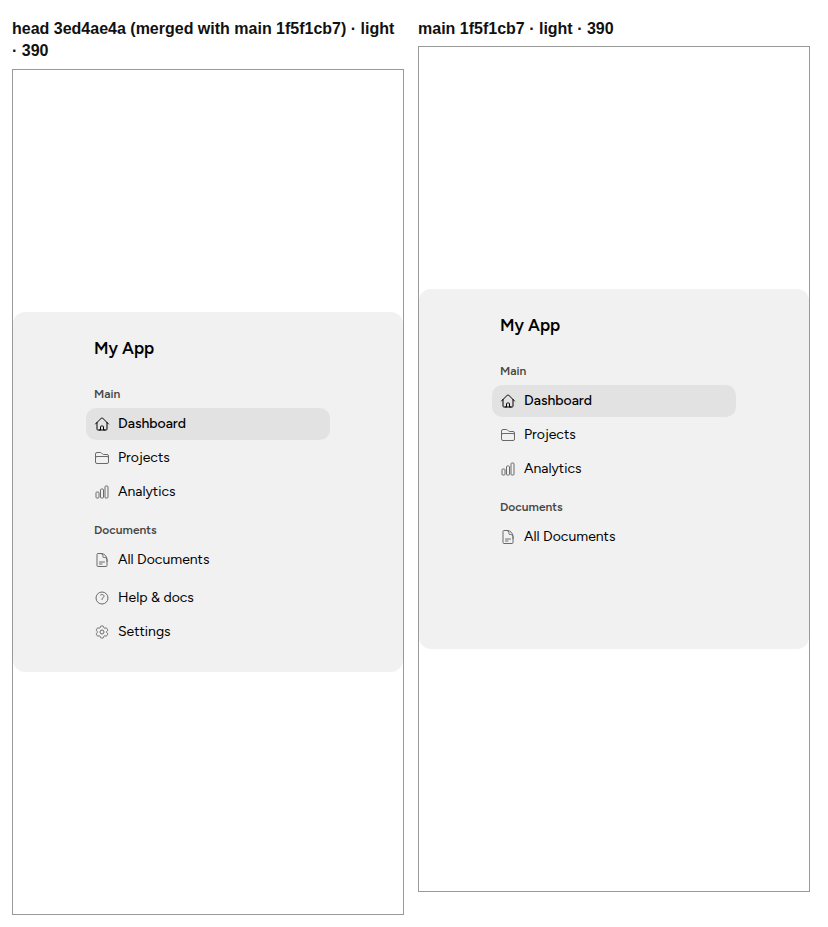 head 3ed4ae4a (merged with main 1f5f1cb7) · light
· 390
My App
Main
Dashboard
Projects
Analytics
Documents
All Documents
Help & docs
Settings
main 1f5f1cb7 · light · 390
My App
Main
Dashboard
Projects
Analytics
Documents
All Documents